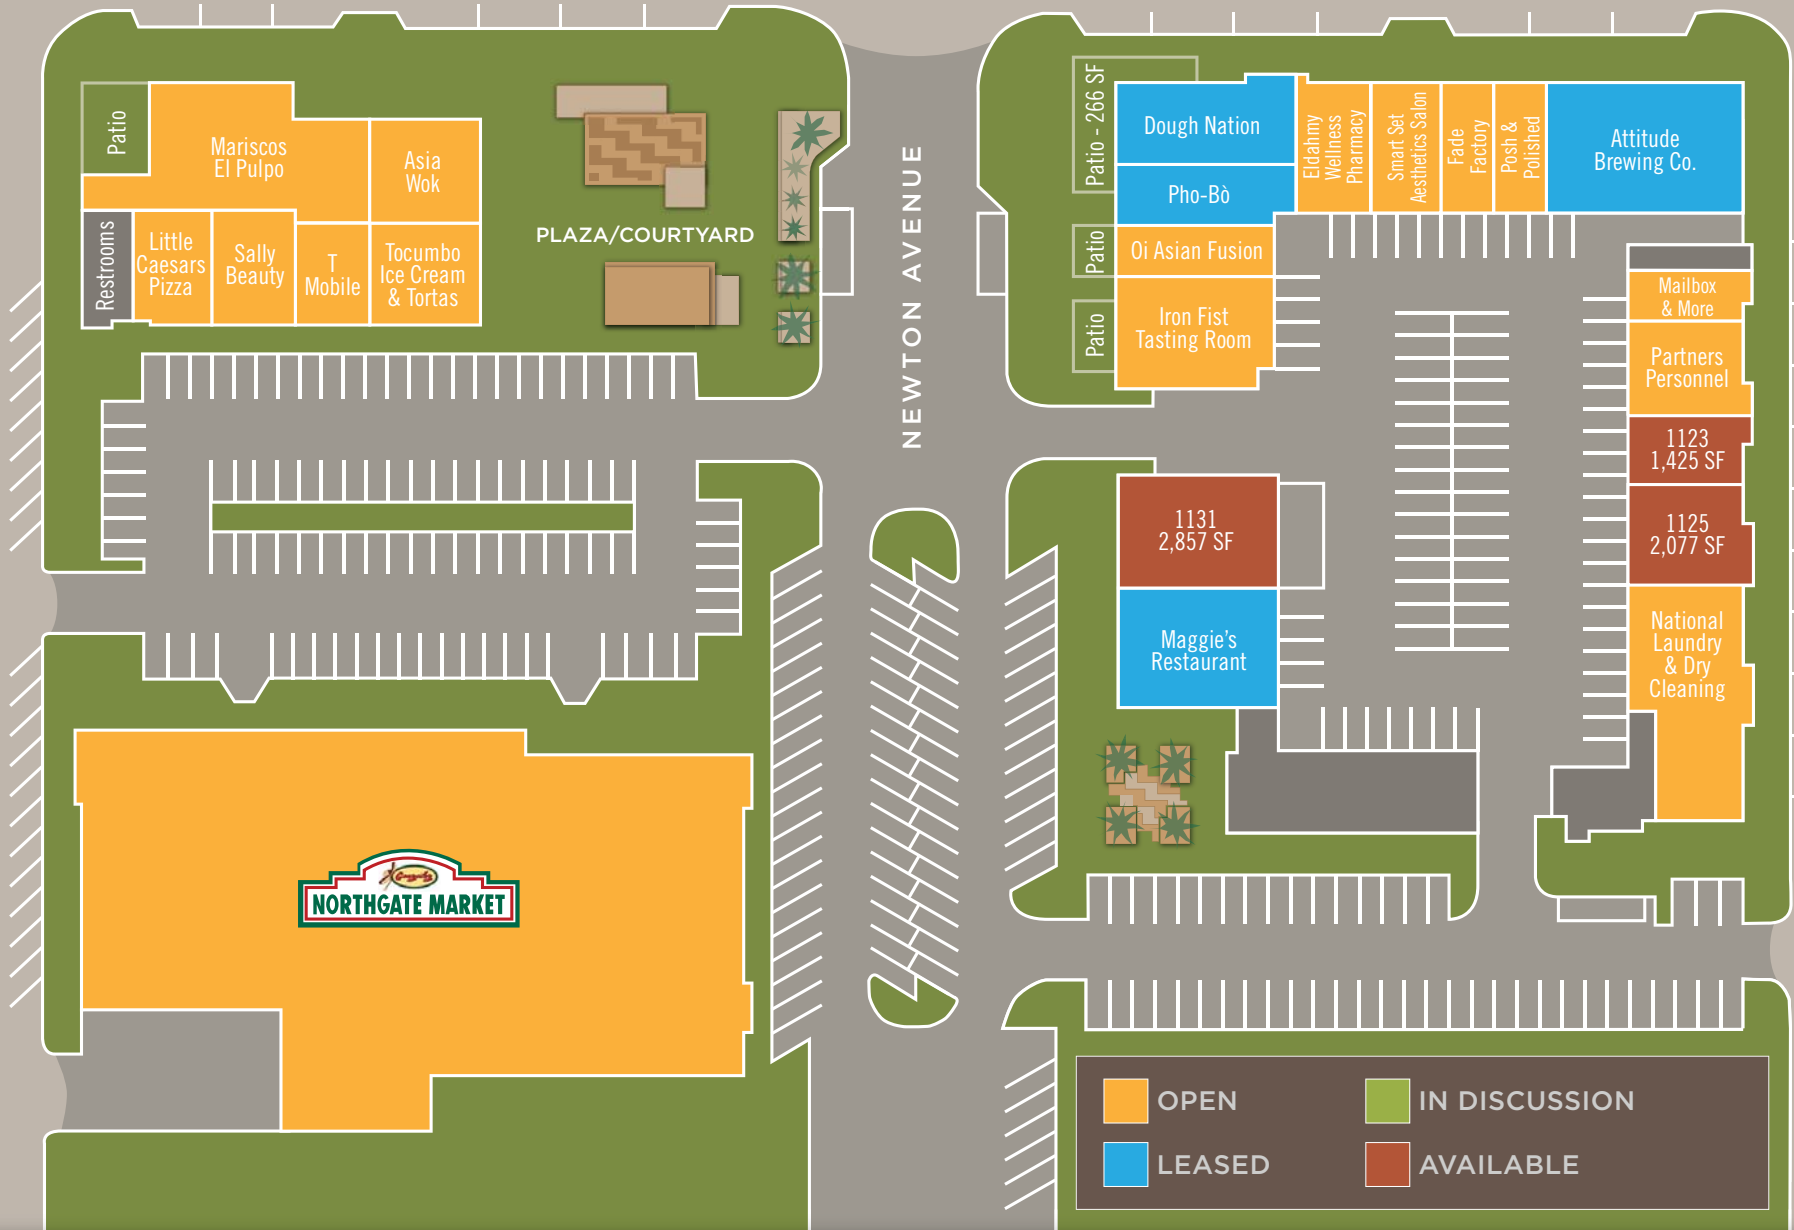 Patio
Mariscos
El Pulpo
Asia
Wok
Restrooms
Little
Caesars
Pizza
Sally
Beauty
T
Mobile
Tocumbo
Ice Cream
& Tortas
PLAZA/COURTYARD
NEWTON AVENUE
Patio - 266 SF
Dough Nation
Pho-Bò
Patio
Oi Asian Fusion
Patio
Iron Fist
Tasting Room
Eldahmy
Wellness
Pharmacy
Smart Set
Aesthetics Salon
Fade
Factory
Posh &
Polished
Attitude
Brewing Co.
Mailbox
& More
Partners
Personnel
1123
1,425 SF
1125
2,077 SF
National
Laundry
& Dry
Cleaning
1131
2,857 SF
Maggie's
Restaurant
Gonzalez
NORTHGATE MARKET
OPEN
IN DISCUSSION
LEASED
AVAILABLE